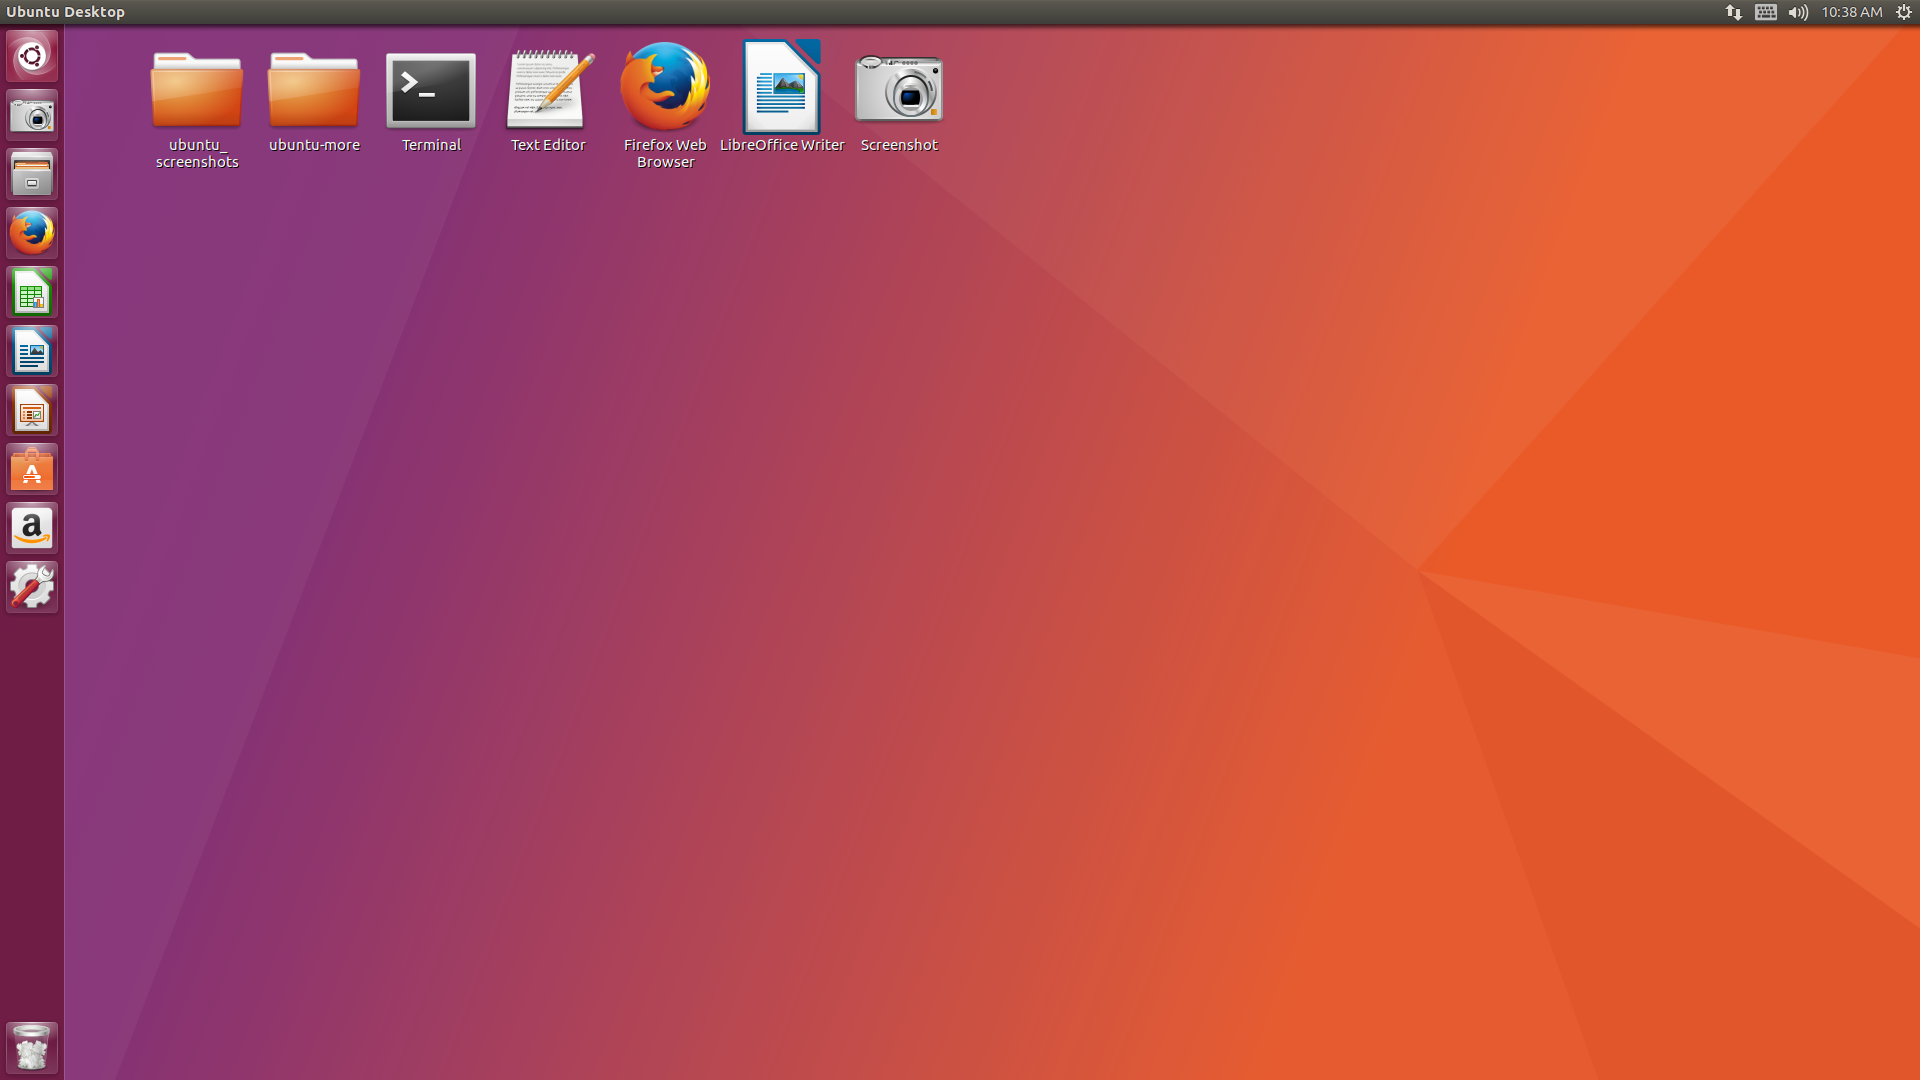 Ubuntu Desktop
10:38 AM
ubuntu_
screenshots
ubuntu-more
Terminal
Text Editor
Firefox Web
Browser
LibreOffice Writer
Screenshot